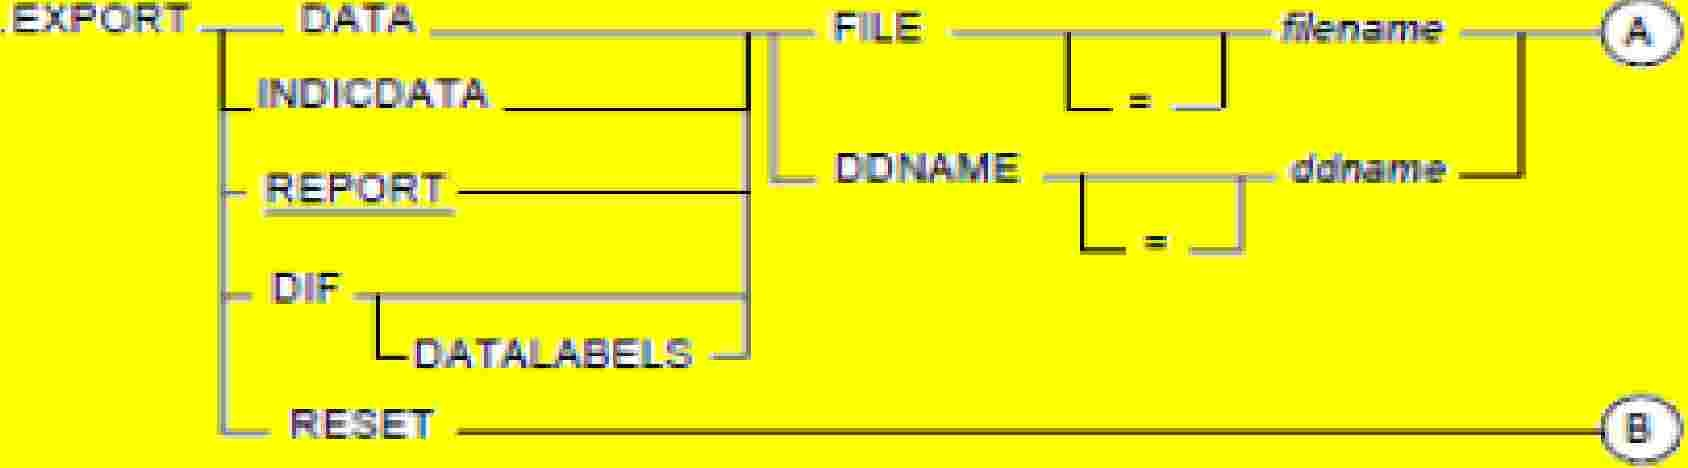 .EXPORT DATA FILE filename A
INDICDATA =
REPORT DDNAME ddname
=
DIF
DATALABELS
RESET B